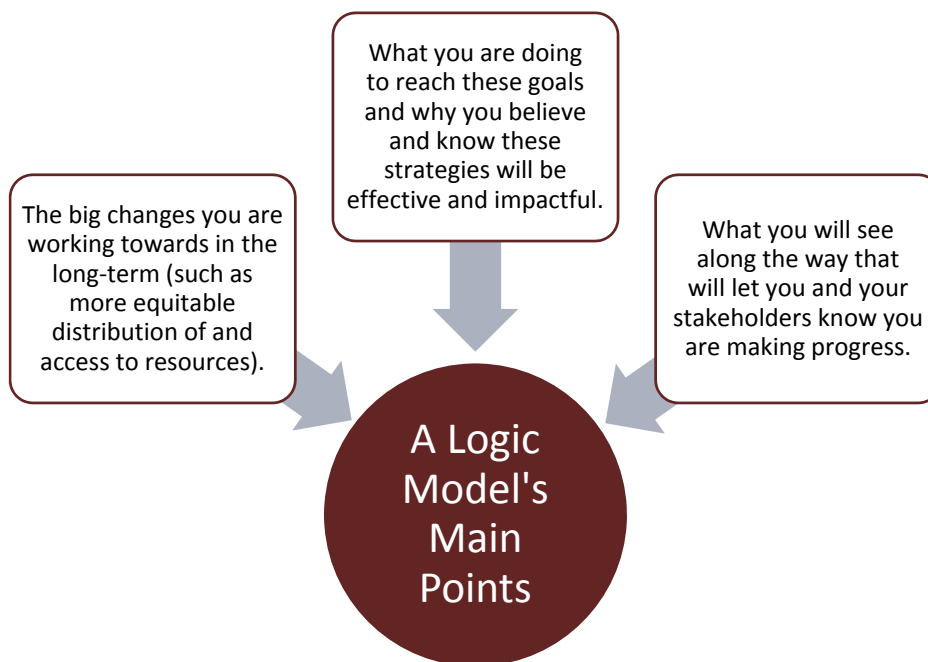 What you are doing
to reach these goals
and why you believe
and know these
strategies will be
effective and impactful.
The big changes you are
working towards in the
long-term (such as
more equitable
distribution of and
access to resources).
What you will see
along the way that
will let you and your
stakeholders know you
are making progress.
A Logic
Model's
Main
Points